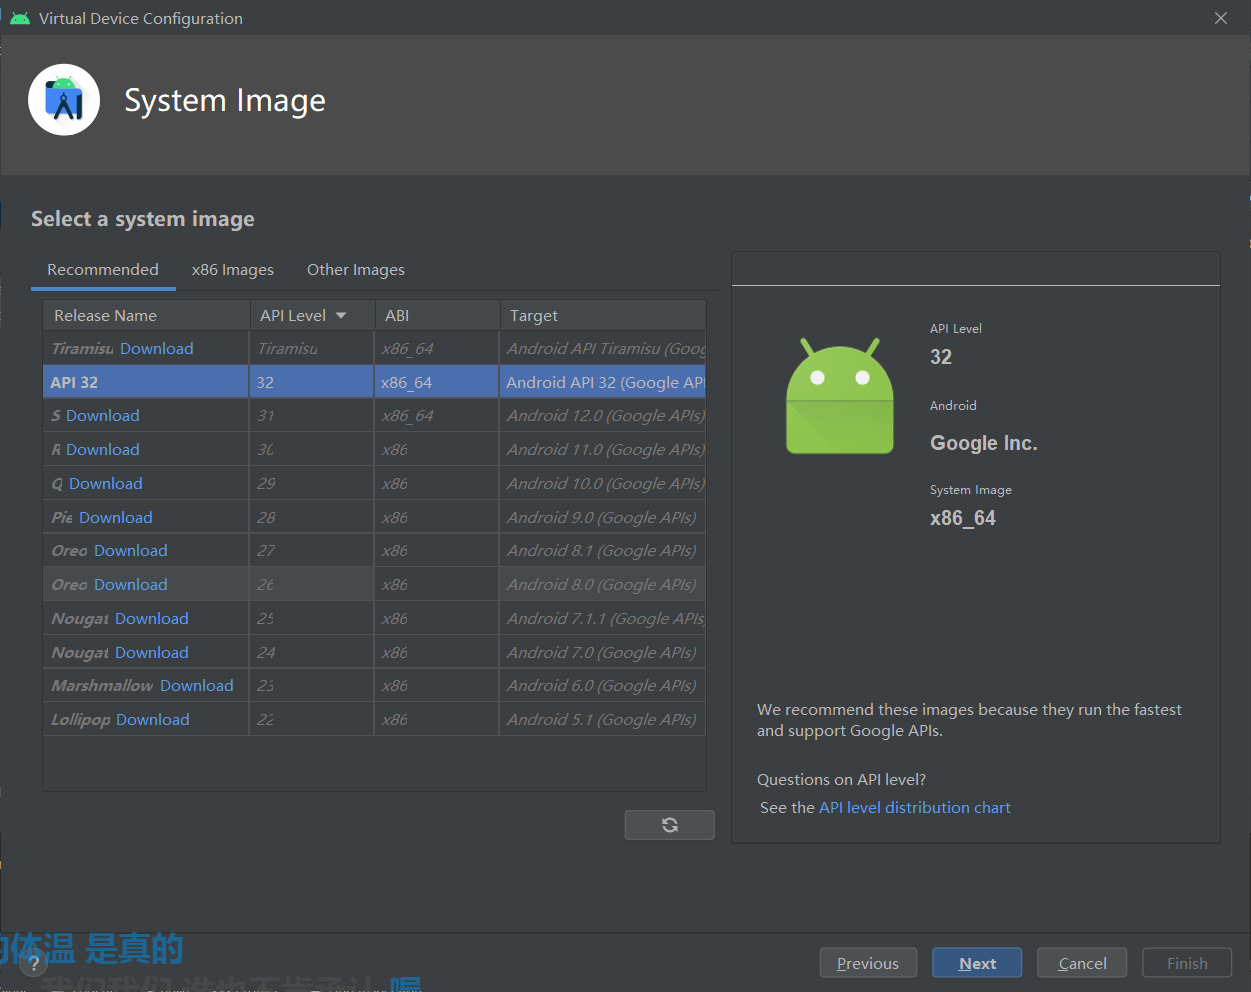 Virtual Device Configuration
System Image
Select a system image
Recommended x86 Images Other Images
Release Name API Level ABI Target
Tiramisu Download Tiramisu x86_64 Android API Tiramisu (Goog
API 32 32 x86_64 Android API 32 (Google API
S Download 31 x86_64 Android 12.0 (Google APIs)
R Download 30 x86 Android 11.0 (Google APIs)
Q Download 29 x86 Android 10.0 (Google APIs)
Pie Download 28 x86 Android 9.0 (Google APIs)
Oreo Download 27 x86 Android 8.1 (Google APIs)
Oreo Download 26 x86 Android 8.0 (Google APIs)
Nougat Download 25 x86 Android 7.1.1 (Google APIs)
Nougat Download 24 x86 Android 7.0 (Google APIs)
Marshmallow Download 23 x86 Android 6.0 (Google APIs)
Lollipop Download 22 x86 Android 5.1 (Google APIs)
API Level
32
Android
Google Inc.
System Image
x86_64
We recommend these images because they run the fastest
and support Google APIs.
Questions on API level?
See the API level distribution chart
的体温 是真的
?
Previous Next Cancel Finish